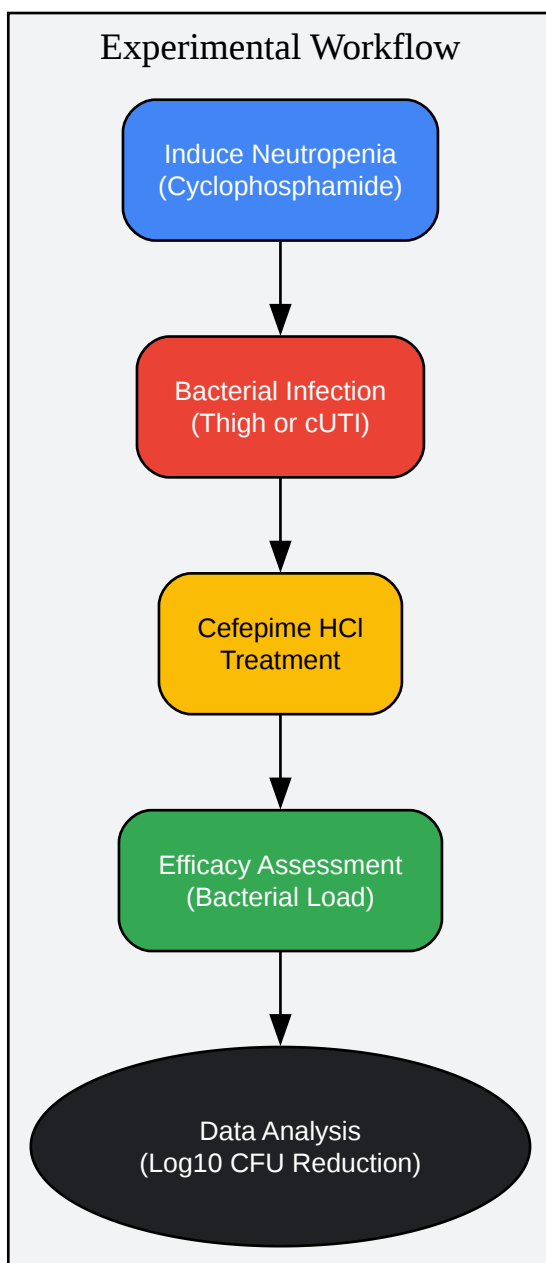 Experimental Workflow
Induce Neutropenia
(Cyclophosphamide)
Bacterial Infection
(Thigh or cUTI)
Cefepime HCl
Treatment
Efficacy Assessment
(Bacterial Load)
Data Analysis
(Log10 CFU Reduction)